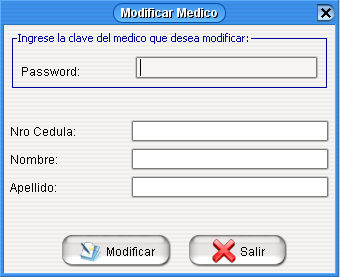 Modificar Medico
Ingrese la clave del medico que desea modificar:
Password:
Nro Cedula:
Nombre:
Apellido:
Modificar Salir